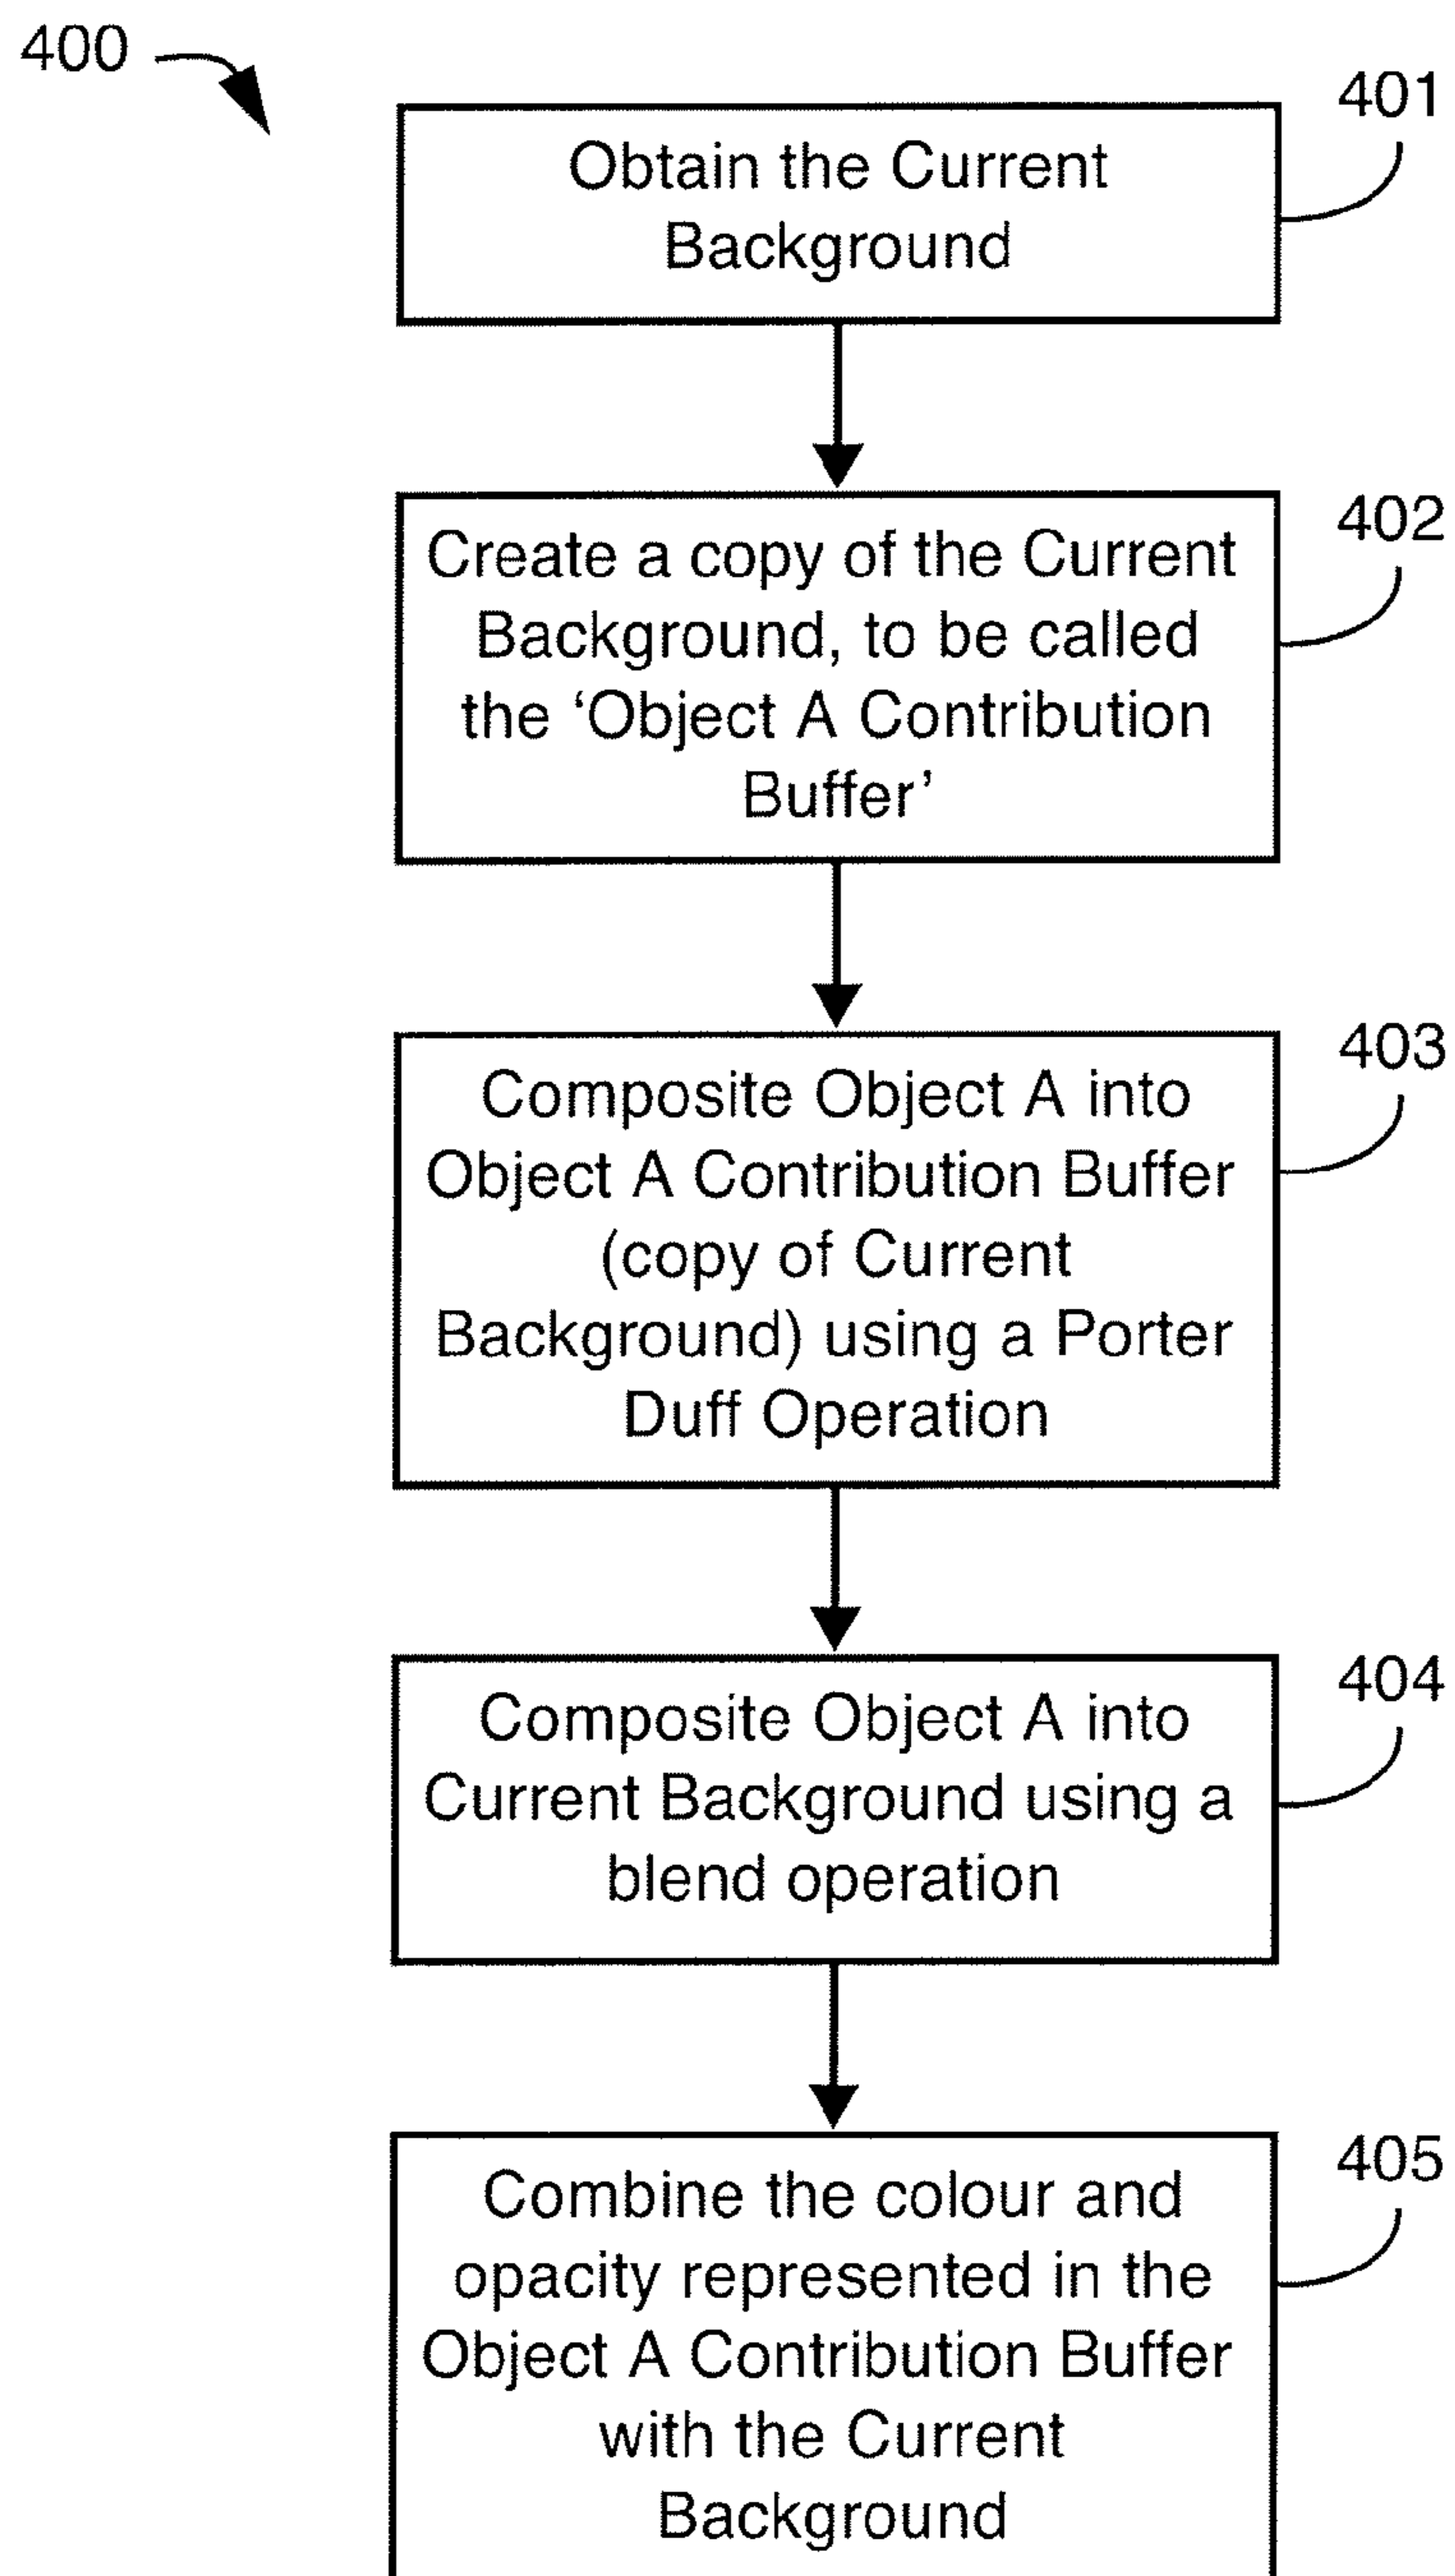 400
401
Obtain the Current
Background
402
Create a copy of the Current
Background, to be called
the ‘Object A Contribution
Buffer’
403
Composite Object A into
Object A Contribution Buffer
(copy of Current
Background) using a Porter
Duff Operation
404
Composite Object A into
Current Background using a
blend operation
405
Combine the colour and
opacity represented in the
Object A Contribution Buffer
with the Current
Background